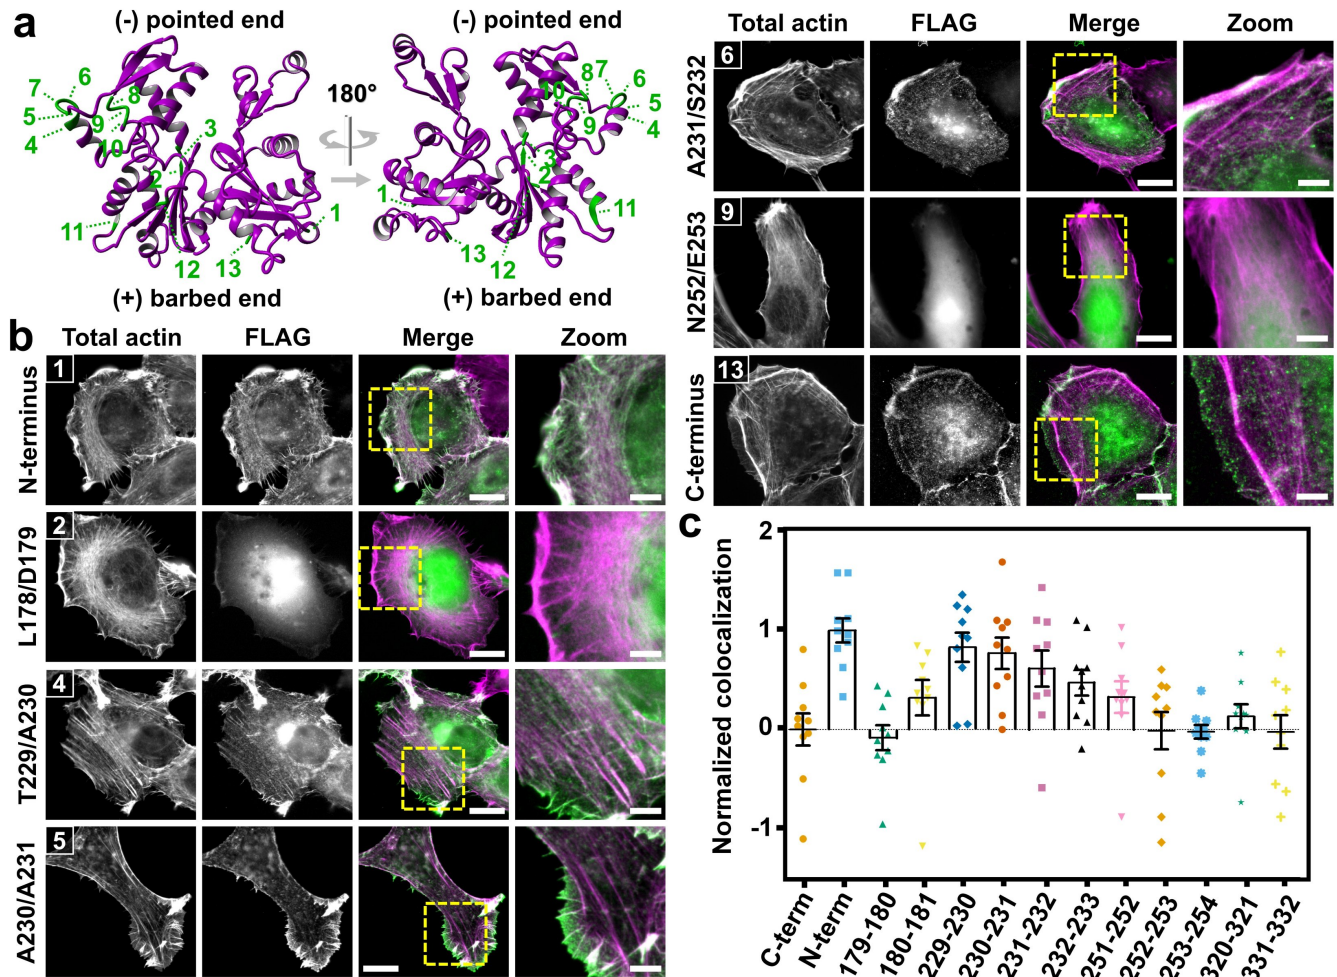 a
(-) pointed end
(-) pointed end
7
6
5
4
8
9
10
3
2
11
12
13
1
180°
10
8
7
6
5
4
9
3
2
1
11
12
13
(+) barbed end
(+) barbed end
b
Total actin
FLAG
Merge
Zoom
1
N-terminus
2
L178/D179
4
T229/A230
5
A230/A231
Total actin
FLAG
Merge
Zoom
6
A231/S232
9
N252/E253
13
C-terminus
c
Normalized colocalization
2
1
0
-1
C-term
N-term
179-180
180-181
229-230
230-231
231-232
232-233
251-252
252-253
253-254
320-321
331-332